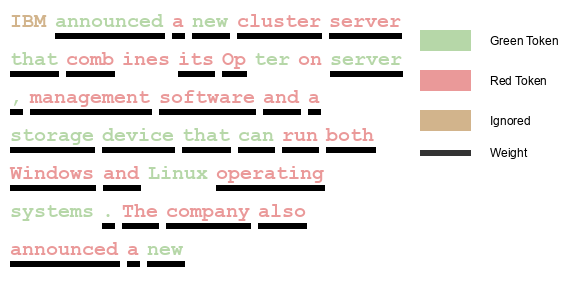 IBM announced a new cluster server
that comb ines its Op ter on server
, management software and a
storage device that can run both
Windows and Linux operating
systems . The company also
announced a new
Green Token
Red Token
Ignored
Weight